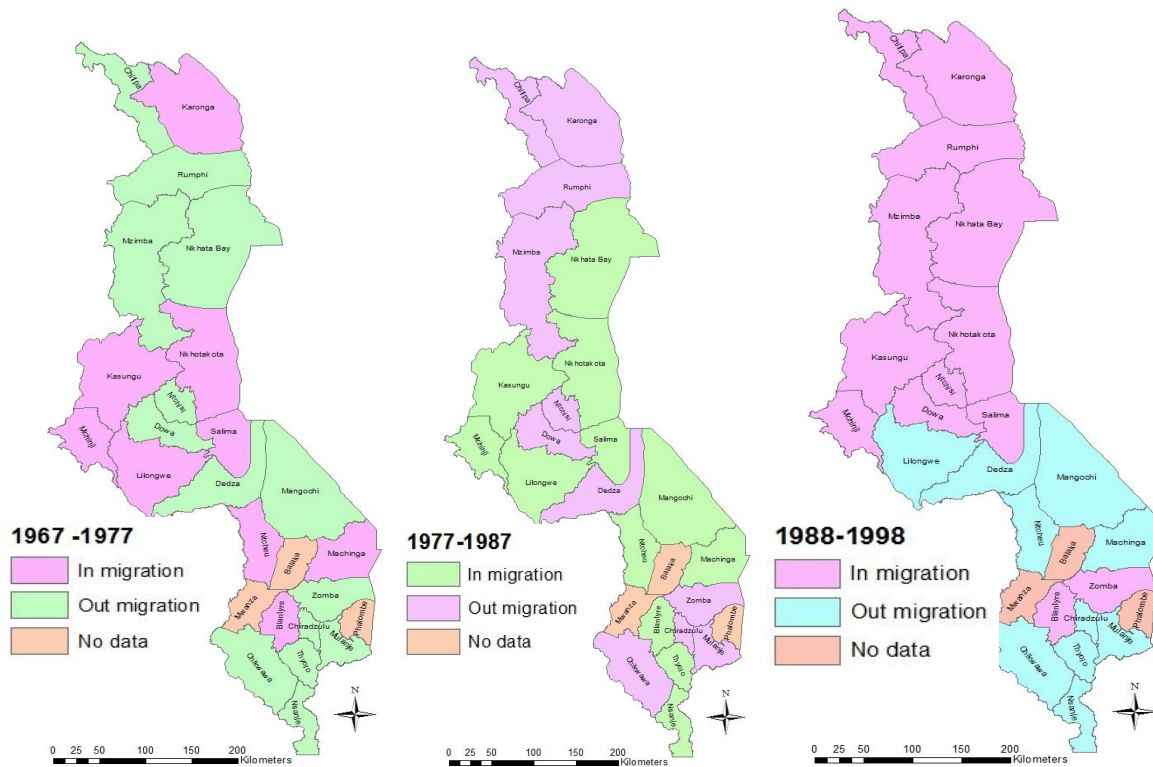 Chitipa
Karonga
Rumphi
Mzimba
Nkhata Bay
Nkhotakota
Kasungu
Ntchisi
Dowa
Mchinji
Salima
Lilongwe
Dedza
Mangochi
Ntcheu
Balaka
Machinga
Mwanza
Zomba
Blantyre
Chiradzulu
Phalombe
Mulanje
Chikwawa
Thyojo
Nsanje
1967 -1977
In migration
Out migration
No data
N
0 25 50 100 150 200
Kilometers
Chitipa
Karonga
Rumphi
Mzimba
Nkhata Bay
Nkhotakota
Kasungu
Ntchisi
Dowa
Mchinji
Salima
Lilongwe
Dedza
Mangochi
Ntcheu
Balaka
Machinga
Mwanza
Zomba
Blantyre
Chiradzulu
Phalombe
Mulanje
Chikwawa
Thyojo
Nsanje
1977-1987
In migration
Out migration
No data
N
0 25 50 100 150 200
Kilometers
Chitipa
Karonga
Rumphi
Mzimba
Nkhata Bay
Nkhotakota
Kasungu
Ntchisi
Dowa
Mchinji
Salima
Lilongwe
Dedza
Mangochi
Ntcheu
Balaka
Machinga
Mwanza
Zomba
Blantyre
Chiradzulu
Phalombe
Mulanje
Chikwawa
Thyojo
Nsanje
1988-1998
In migration
Out migration
No data
N
0 25 50 100 150 200
Kilometers